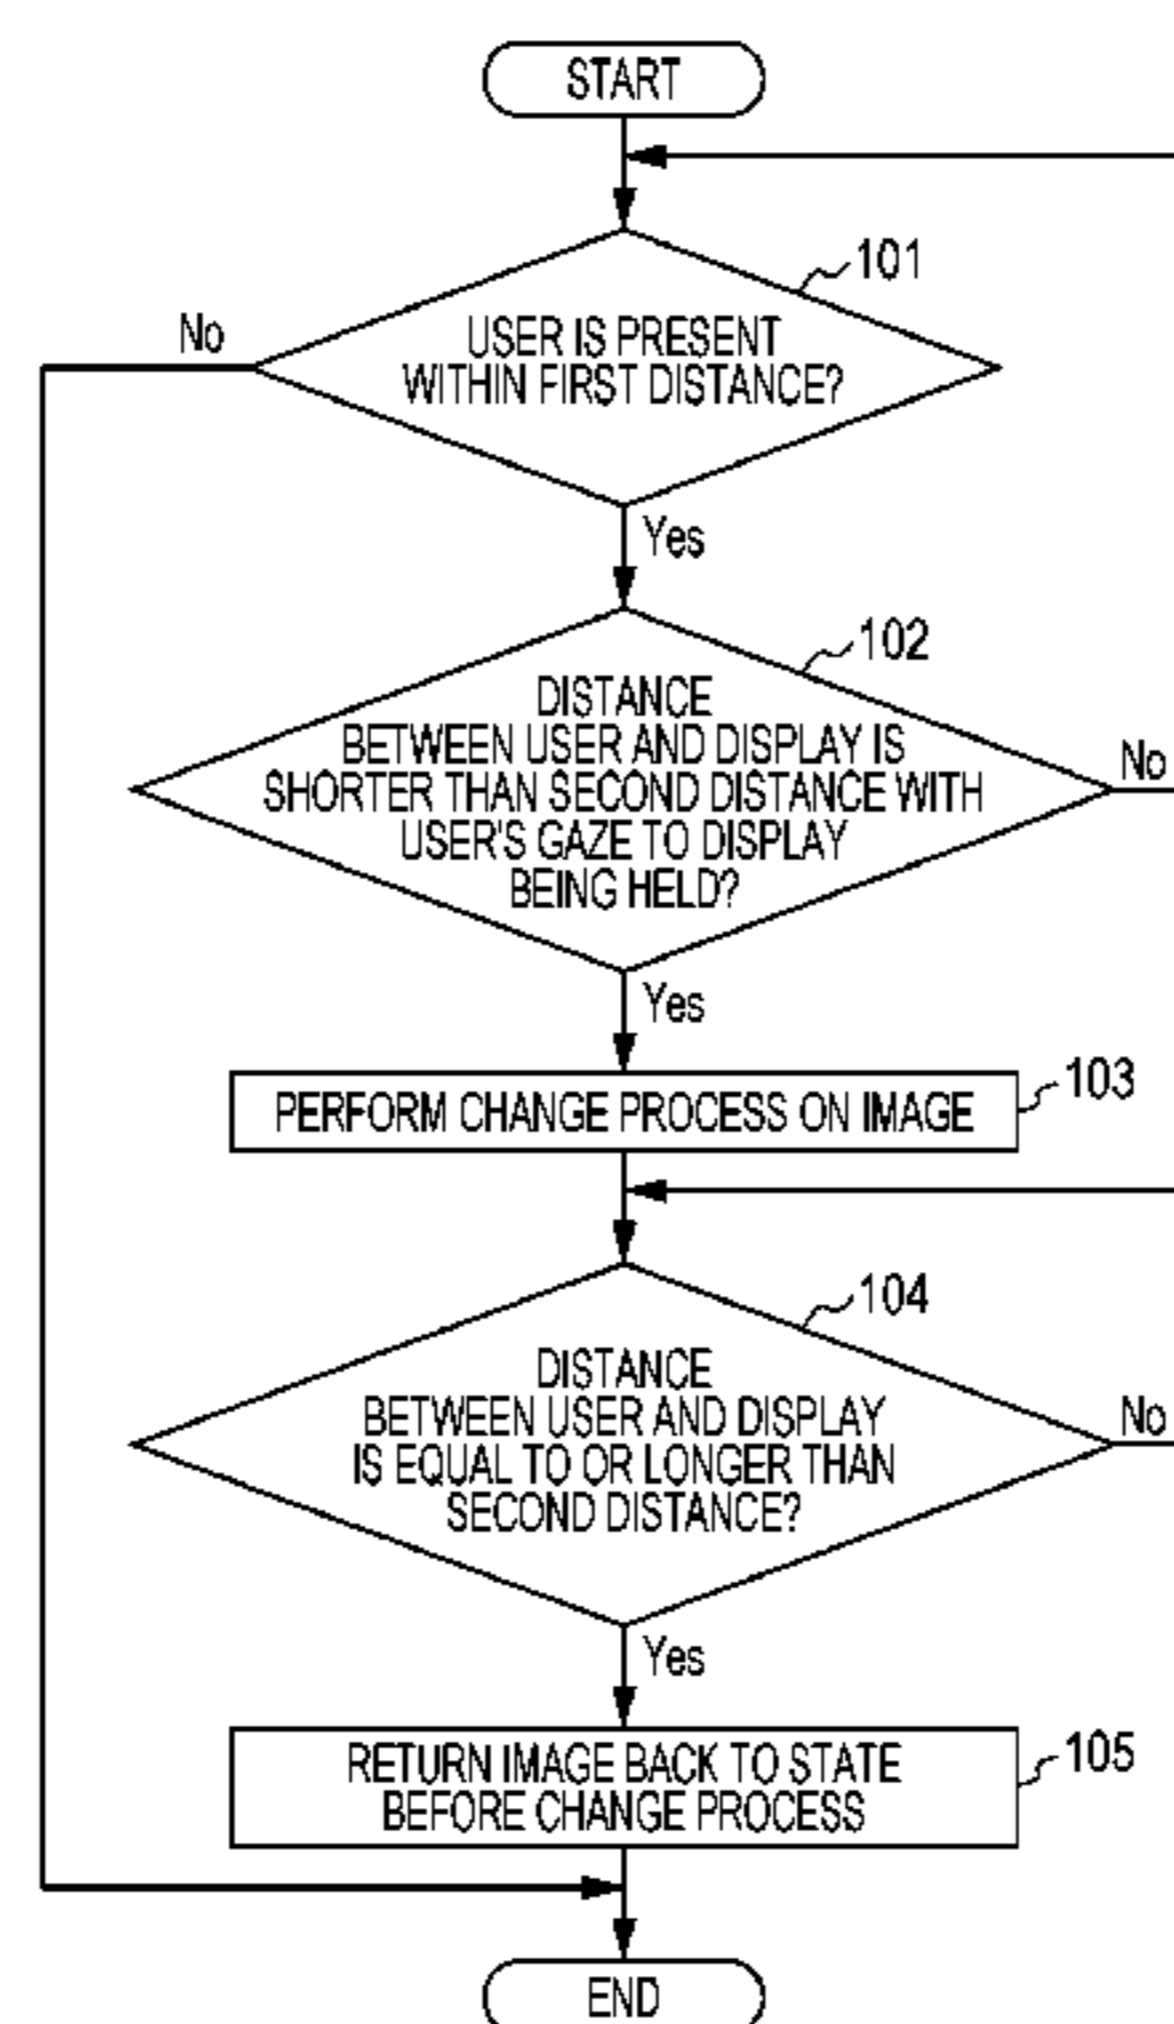 START
101
No
USER IS PRESENT
WITHIN FIRST DISTANCE?
Yes
102
DISTANCE
BETWEEN USER AND DISPLAY IS
No
SHORTER THAN SECOND DISTANCE WITH
USER'S GAZE TO DISPLAY
BEING HELD?
Yes
103
PERFORM CHANGE PROCESS ON IMAGE
104
DISTANCE
BETWEEN USER AND DISPLAY
No
IS EQUAL TO OR LONGER THAN
SECOND DISTANCE?
Yes
105
RETURN IMAGE BACK TO STATE
BEFORE CHANGE PROCESS
END